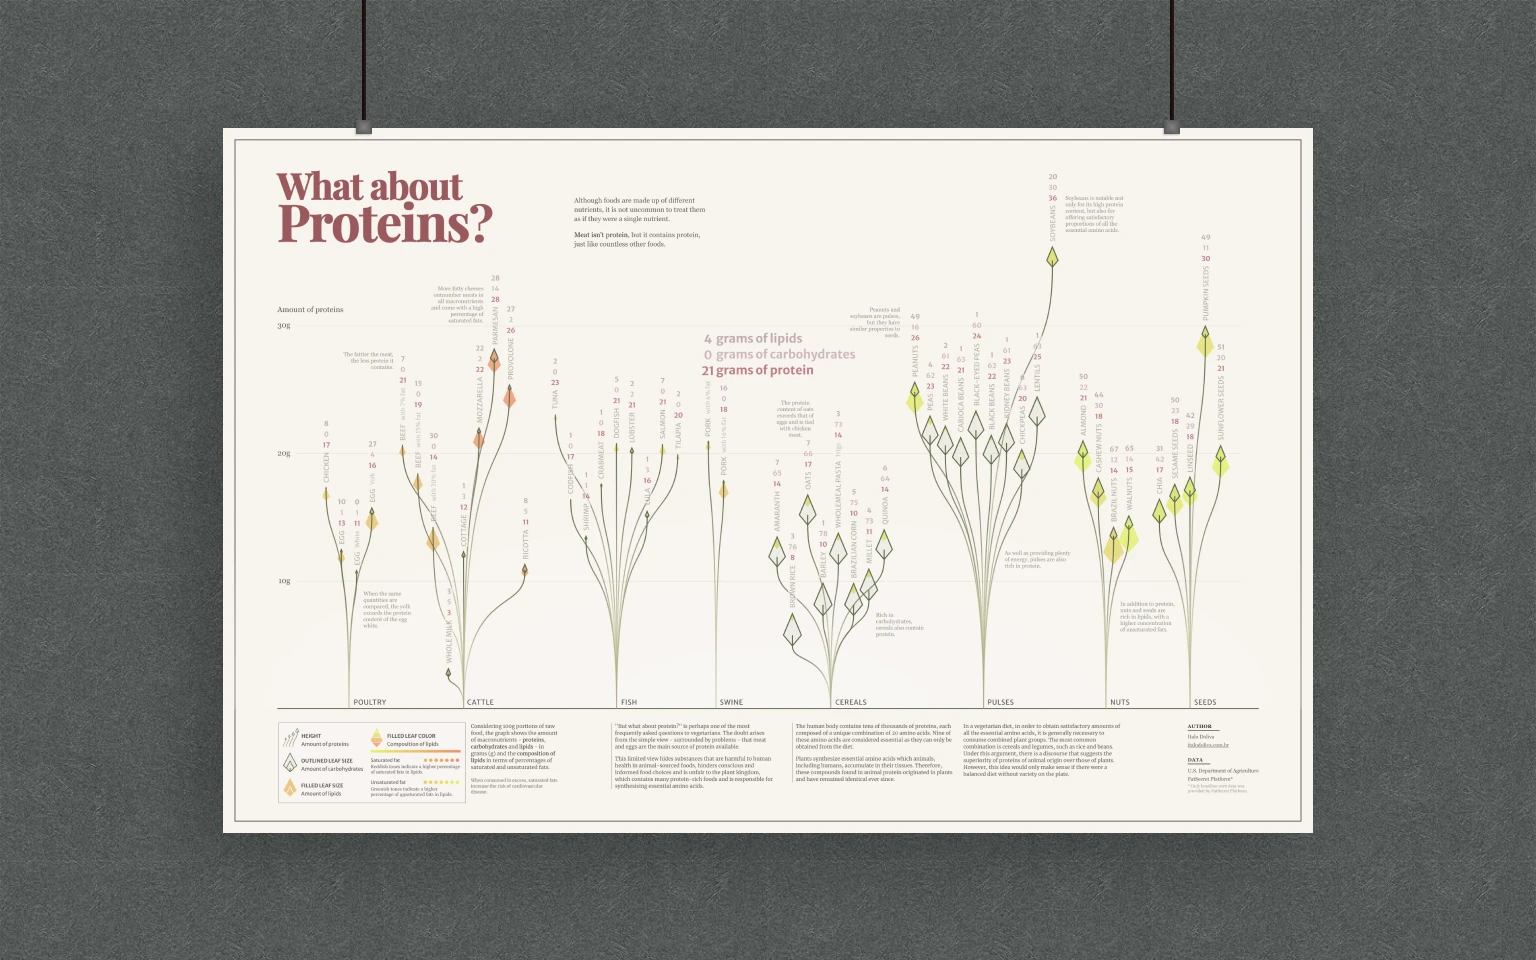 What about
Proteins?
Although foods are made up of different
nutrients, it is not uncommon to treat them
as if they were a single nutrient.
Meat isn't protein, but it contains protein,
just like countless other foods.
Amount of proteins
30g
20g
10g
4 grams of lipids
0 grams of carbohydrates
21 grams of protein
The fatter the meat,
the less protein it
contains.
More fatty cheeses
outnumber meats in
all macronutrients
and come with a high
percentage of
saturated fats.
When the same
quantities are
compared, the yolk
exceeds the protein
content of the egg
white.
The protein
content of oats
exceeds that of
eggs and is tied
with chicken
meat.
Rich in
carbohydrates,
cereals also contain
protein.
Peanuts and
soybeans are pulses,
but they have
similar properties to
seeds.
Soybeans is notable not
only for its high protein
content, but also for
offering satisfactory
proportions of all the
essential amino acids.
As well as providing plenty
of energy, pulses are also
rich in protein.
In addition to protein,
nuts and seeds are
rich in lipids, with a
higher concentration
of unsaturated fats.
8
0
17
CHICKEN
10
1
13
EGG
0
1
11
EGG White
27
4
16
EGG Yolk
7
0
21
BEEF with 7% fat
15
0
19
BEEF with 15% fat
30
0
14
BEEF with 30% fat
3
5
3
WHOLE MILK
1
3
12
COTTAGE
22
2
22
MOZZARELLA
28
14
28
PARMESAN
27
2
26
PROVOLONE
8
5
11
RICOTTA
2
0
23
TUNA
1
0
17
CODFISH
1
1
14
SHRIMP
1
0
18
CRABMEAT
5
0
21
DOGFISH
2
2
21
LOBSTER
1
3
16
LULA
7
0
21
SALMON
2
0
20
TILAPIA
PORK with 4% fat
16
0
18
PORK with 16% fat
7
65
14
AMARANTH
3
76
8
BROWN RICE
7
66
17
OATS
1
78
10
BARLEY
3
73
14
WHOLEMEAL PASTA
5
75
10
BRAZILIAN CORN
4
73
11
MILLET
6
64
14
QUINOA
49
16
26
PEANUTS
4
62
23
PEAS
2
61
22
WHITE BEANS
1
63
21
CARIOCA BEANS
1
60
24
BLACK-EYED PEAS
1
62
22
BLACK BEANS
1
61
23
KIDNEY BEANS
6
63
20
CHICKPEAS
1
63
25
LENTILS
20
30
36
SOYBEANS
50
22
21
ALMOND
44
30
18
CASHEW NUTS
67
12
14
BRAZIL NUTS
65
14
15
WALNUTS
31
42
17
CHIA
50
23
18
SESAME SEEDS
42
29
18
LINSEED
49
11
30
PUMPKIN SEEDS
51
20
21
SUNFLOWER SEEDS
POULTRY
CATTLE
FISH
SWINE
CEREALS
PULSES
NUTS
SEEDS
HEIGHT
Amount of proteins
OUTLINED LEAF SIZE
Amount of carbohydrates
FILLED LEAF SIZE
Amount of lipids
FILLED LEAF COLOR
Composition of lipids
Saturated fat
Reddish tones indicate a higher percentage
of saturated fats in lipids.
Unsaturated fat
Greenish tones indicate a higher
percentage of unsaturated fats in lipids.
Considering 100g portions of raw
food, the graph shows the amount
of macronutrients - proteins,
carbohydrates and lipids - in
grams (g) and the composition of
lipids in terms of percentages of
saturated and unsaturated fats.
When consumed in excess, saturated fats
increase the risk of cardiovascular
disease.
"But what about protein?" is perhaps one of the most
frequently asked questions to vegetarians. The doubt arises
from the simple view - surrounded by problems - that meat
and eggs are the main source of protein available.
This limited view hides substances that are harmful to human
health in animal-sourced foods, hinders conscious and
informed food choices and is unfair to the plant kingdom,
which contains many protein-rich foods and is responsible for
synthesising essential amino acids.
The human body contains tens of thousands of proteins, each
composed of a unique combination of 20 amino acids. Nine of
these amino acids are considered essential as they can only be
obtained from the diet.
Plants synthesize essential amino acids which animals,
including humans, accumulate in their tissues. Therefore,
these compounds found in animal protein originated in plants
and have remained identical ever since.
In a vegetarian diet, in order to obtain satisfactory amounts of
all the essential amino acids, it is usually necessary to
consume combined plant groups. The most common
combination is cereals and legumes, such as rice and beans.
Under this argument, there is a discourse that suggests the
superiority of proteins of animal origin over those of plants.
However, this idea would only make sense if there were a
balanced diet without variety on the plate.
AUTHOR
Italo Doliva
italodoliva.com.br
DATA
U.S. Department of Agriculture
FatSecret Platform*